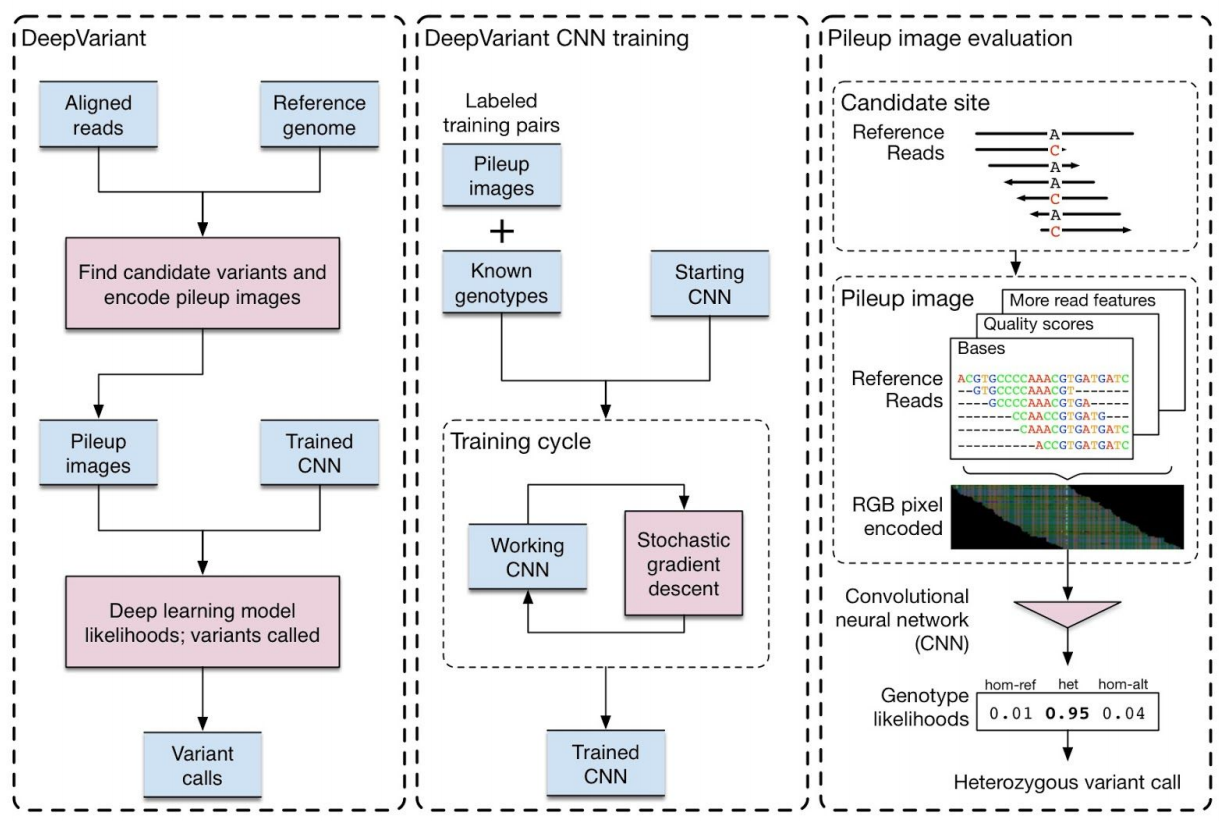 DeepVariant
Aligned
reads
Reference
genome
Find candidate variants and
encode pileup images
Pileup
images
Trained
CNN
Deep learning model
likelihoods; variants called
Variant
calls
DeepVariant CNN training
Labeled
training pairs
Pileup
images
+
Known
genotypes
Starting
CNN
Training cycle
Working
CNN
Stochastic
gradient
descent
Trained
CNN
Pileup image evaluation
Candidate site
Reference
Reads
A
C
A
A
C
A
C
Pileup image
More read features
Quality scores
Bases
Reference
Reads
ACGTGCCCCAAACGTGATGATC
--GTGCCCCAAACGT-------
----GCCCCAAACGTGA-----
-------CCAACCGTGATG---
--------CAAACGTGATGATC
----------ACCGTGATGATC
RGB pixel
encoded
Convolutional
neural network
(CNN)
Genotype
likelihoods
hom-ref het hom-alt
0.01 0.95 0.04
Heterozygous variant call